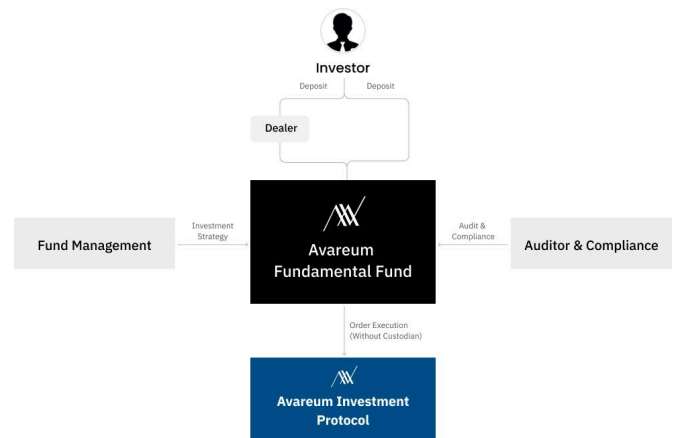 Investor
Deposit
Deposit
Dealer
Fund Management
Investment
Strategy
Avareum
Fundamental Fund
Audit &
Compliance
Auditor & Compliance
Order Execution
(Without Custodian)
Avareum Investment
Protocol